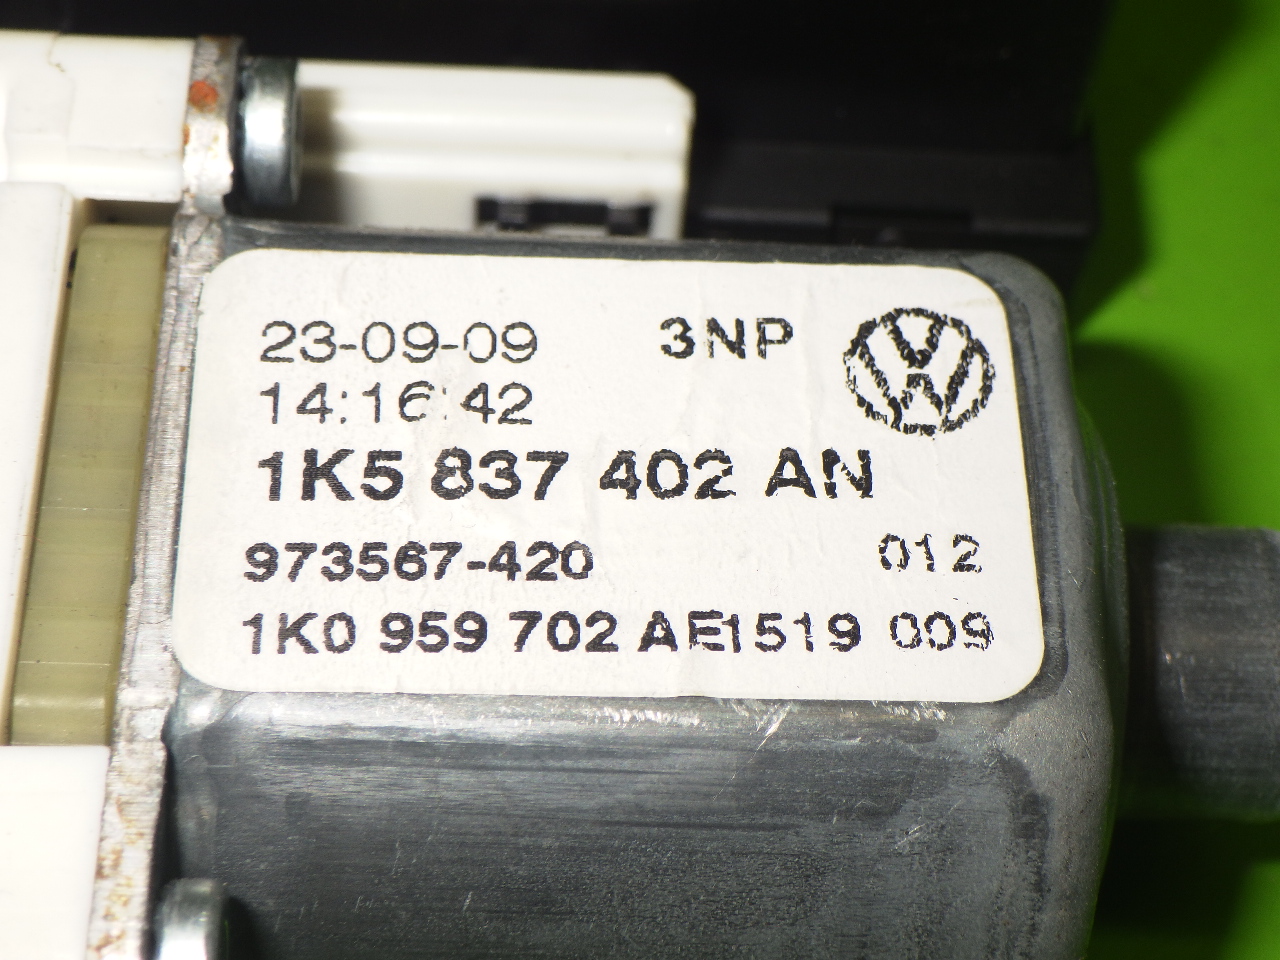 23-09-09 3NP
14:16:42
1K5 837 402 AN
973567-420 012
1K0 959 702 AE1519 009